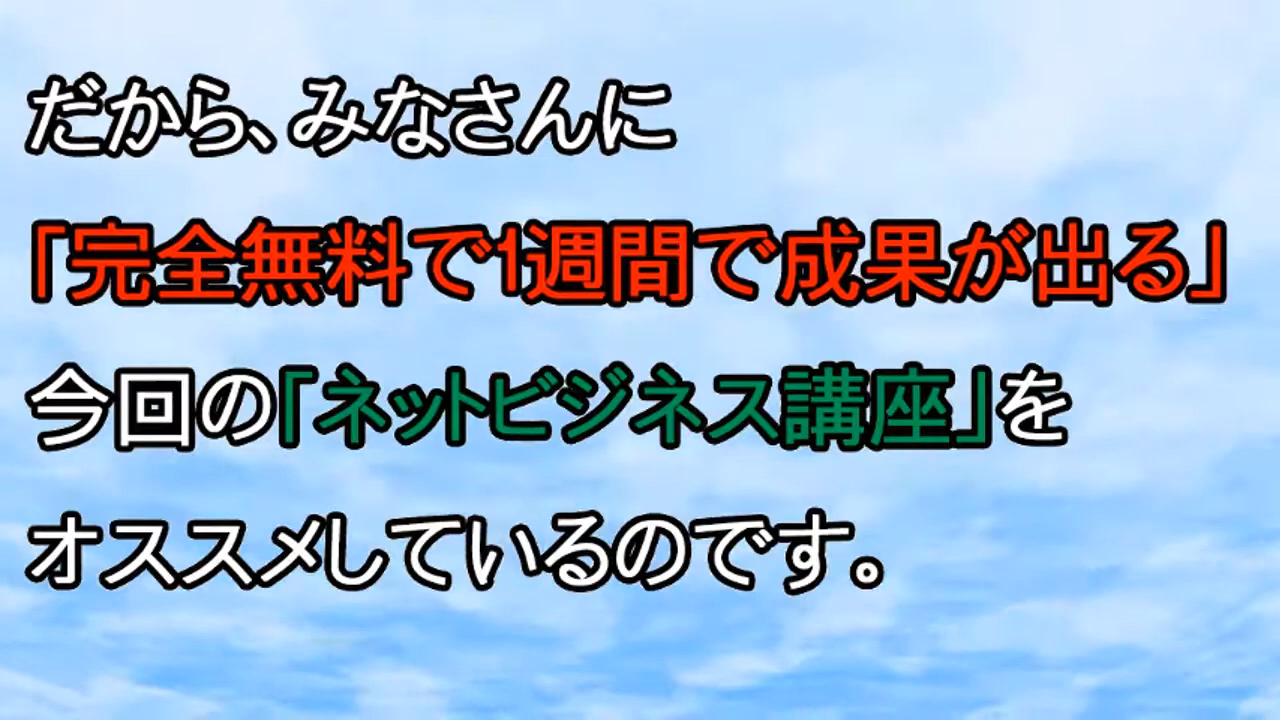 だから、みなさんに
「完全無料で1週間で成果が出る」
今回の「ネットビジネス講座」を
オススメしているのです。